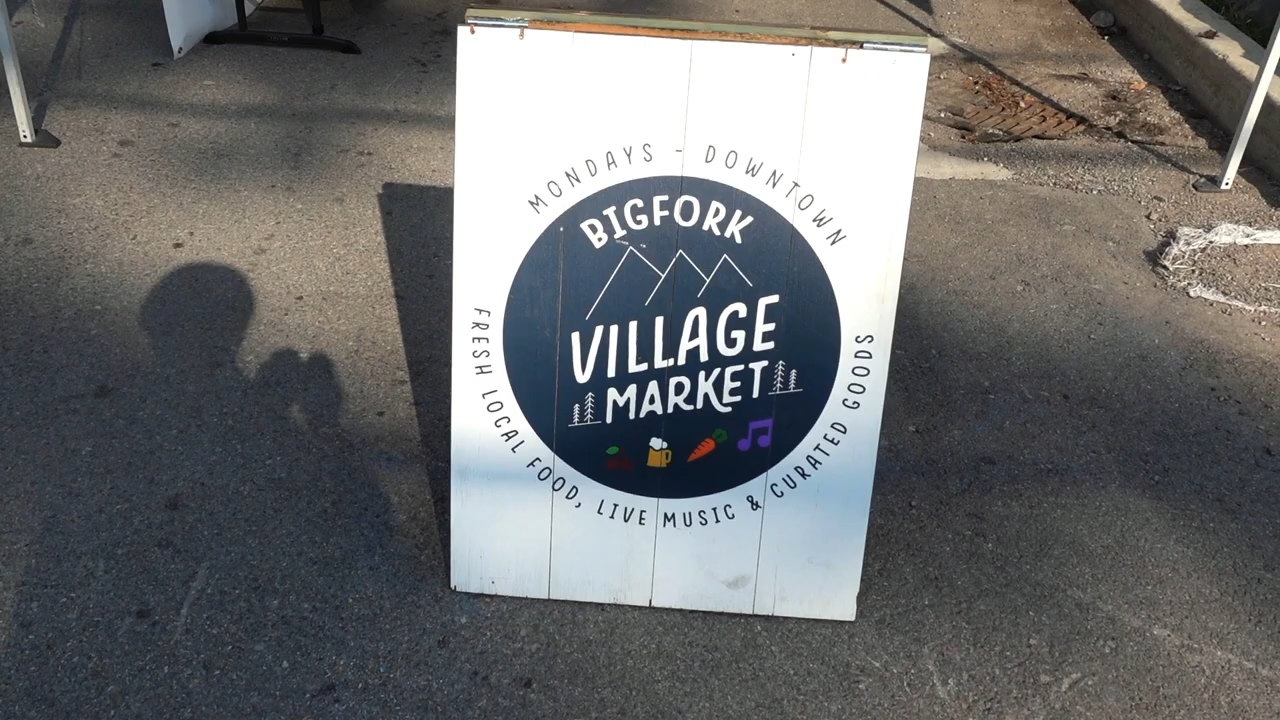 MONDAYS - DOWNTOWN
BIGFORK
VILLAGE
MARKET
FRESH LOCAL FOOD, LIVE MUSIC & CURATED GOODS